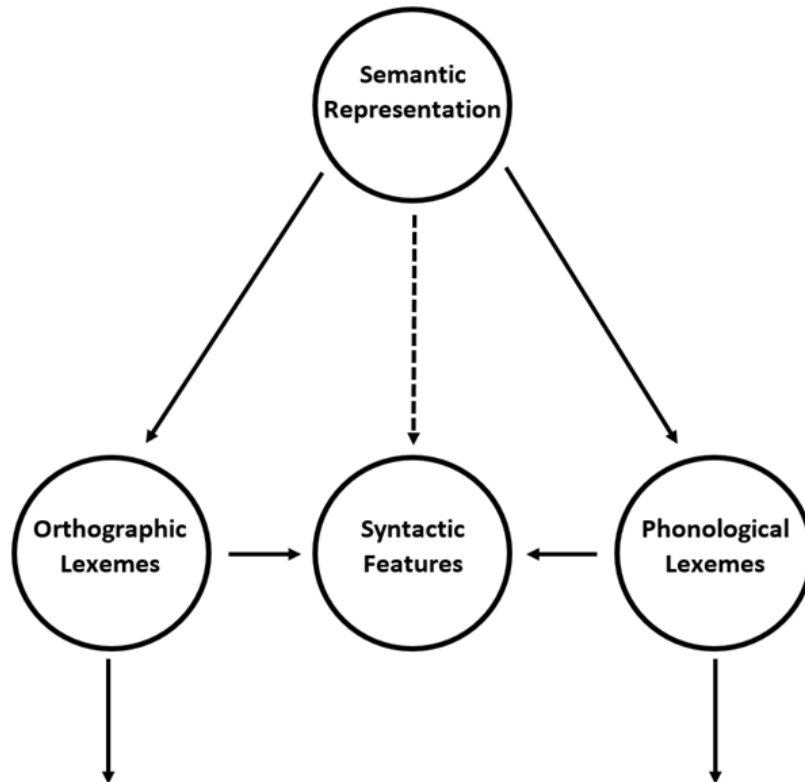 Semantic
Representation
Orthographic
Lexemes
Syntactic
Features
Phonological
Lexemes